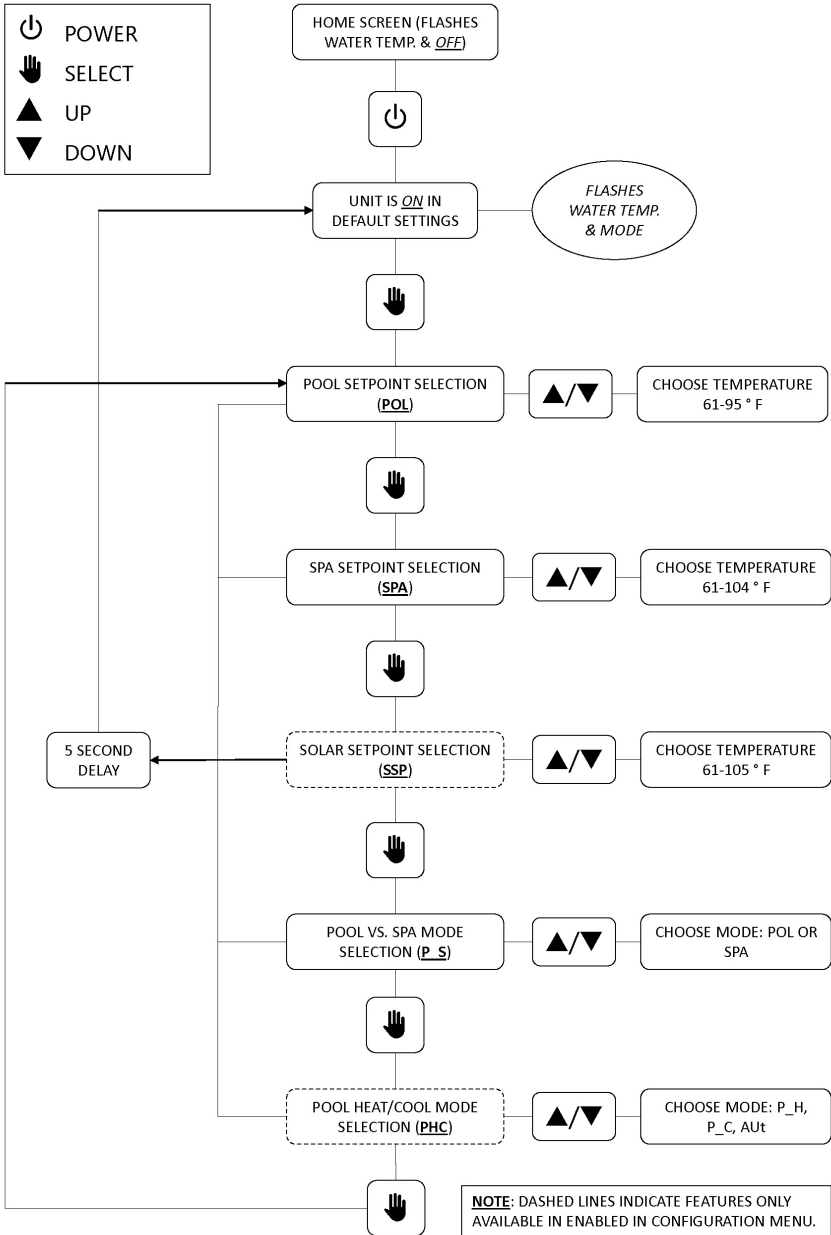 POWER
SELECT
UP
DOWN
HOME SCREEN (FLASHES
WATER TEMP. & OFF)
UNIT IS ON IN
DEFAULT SETTINGS
FLASHES
WATER TEMP.
& MODE
POOL SETPOINT SELECTION
(POL)
/
CHOOSE TEMPERATURE
61-95 ° F
SPA SETPOINT SELECTION
(SPA)
/
CHOOSE TEMPERATURE
61-104 ° F
5 SECOND
DELAY
SOLAR SETPOINT SELECTION
(SSP)
/
CHOOSE TEMPERATURE
61-105 ° F
POOL VS. SPA MODE
SELECTION (P_S)
/
CHOOSE MODE: POL OR
SPA
POOL HEAT/COOL MODE
SELECTION (PHC)
/
CHOOSE MODE: P_H,
P_C, AUt
NOTE: DASHED LINES INDICATE FEATURES ONLY
AVAILABLE IN ENABLED IN CONFIGURATION MENU.